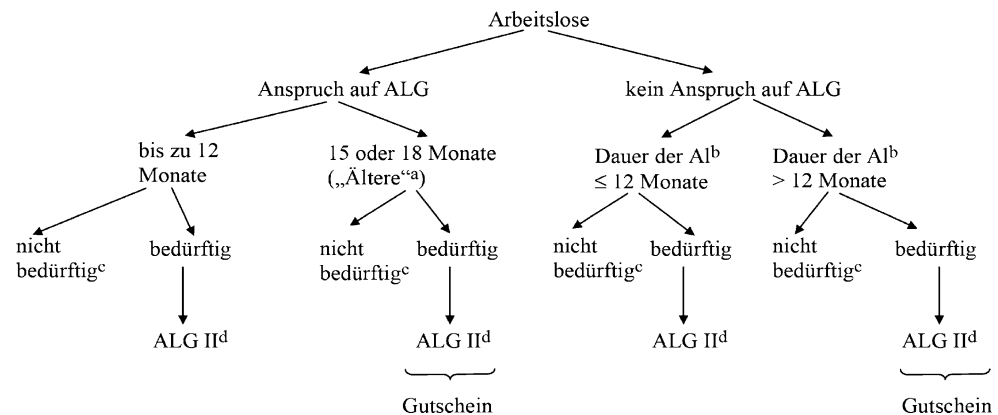 Arbeitslose
Anspruch auf ALG
kein Anspruch auf ALG
bis zu 12
Monate
15 oder 18 Monate
(„Ältere“ᵃ)
Dauer der Alᵇ
≤ 12 Monate
Dauer der Alᵇ
> 12 Monate
nicht
bedürftigᶜ
bedürftig
nicht
bedürftigᶜ
bedürftig
nicht
bedürftigᶜ
bedürftig
nicht
bedürftigᶜ
bedürftig
ALG IIᵈ
ALG IIᵈ
ALG IIᵈ
ALG IIᵈ
Gutschein
Gutschein